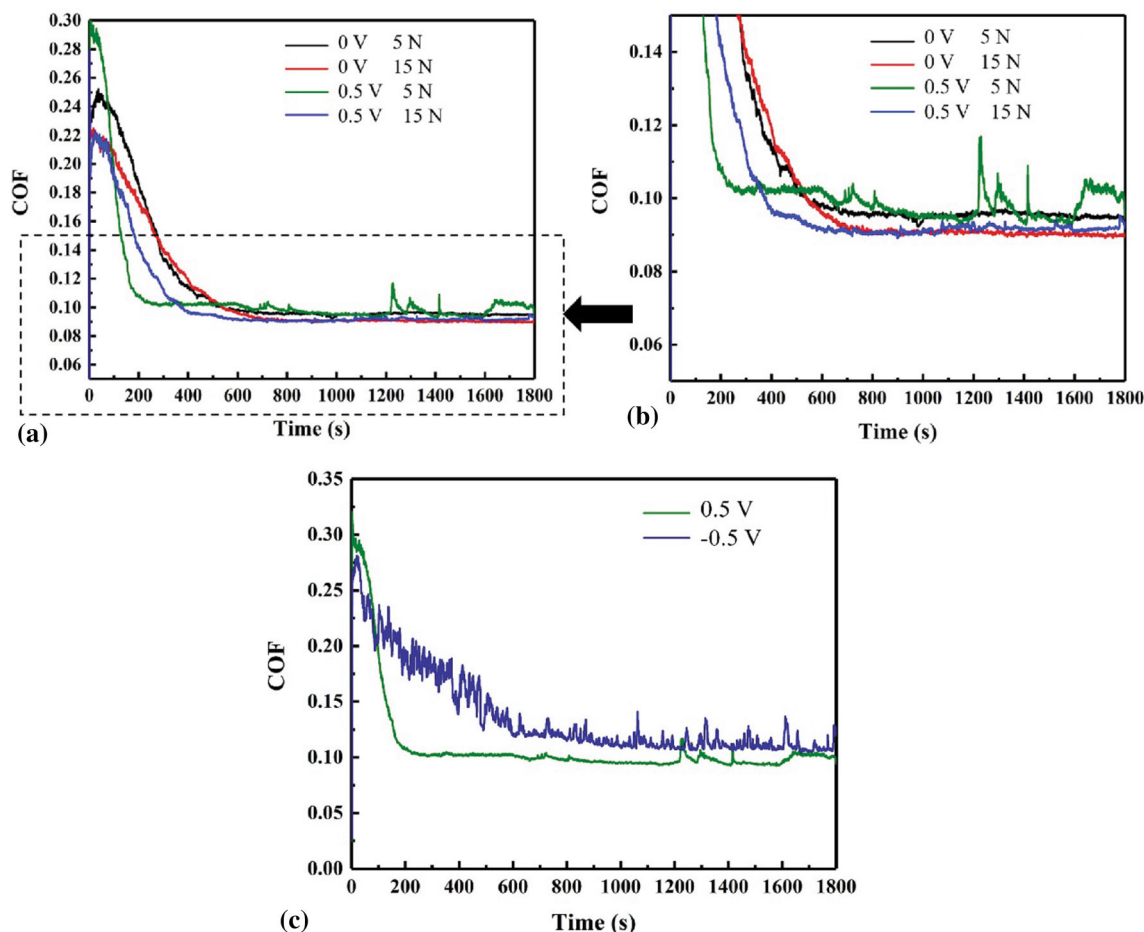 0.30
0.28
0.26
0.24
0.22
0.20
0.18
0.16
0.14
0.12
0.10
0.08
0.06
COF
0 V 5 N
0 V 15 N
0.5 V 5 N
0.5 V 15 N
0 200 400 600 800 1000 1200 1400 1600 1800
Time (s)
(a)
0.14
0.12
0.10
0.08
0.06
COF
0 V 5 N
0 V 15 N
0.5 V 5 N
0.5 V 15 N
200 400 600 800 1000 1200 1400 1600 1800
Time (s)
(b)
0.35
0.30
0.25
0.20
0.15
0.10
0.05
0.00
COF
0.5 V
-0.5 V
0 200 400 600 800 1000 1200 1400 1600 1800
Time (s)
(c)